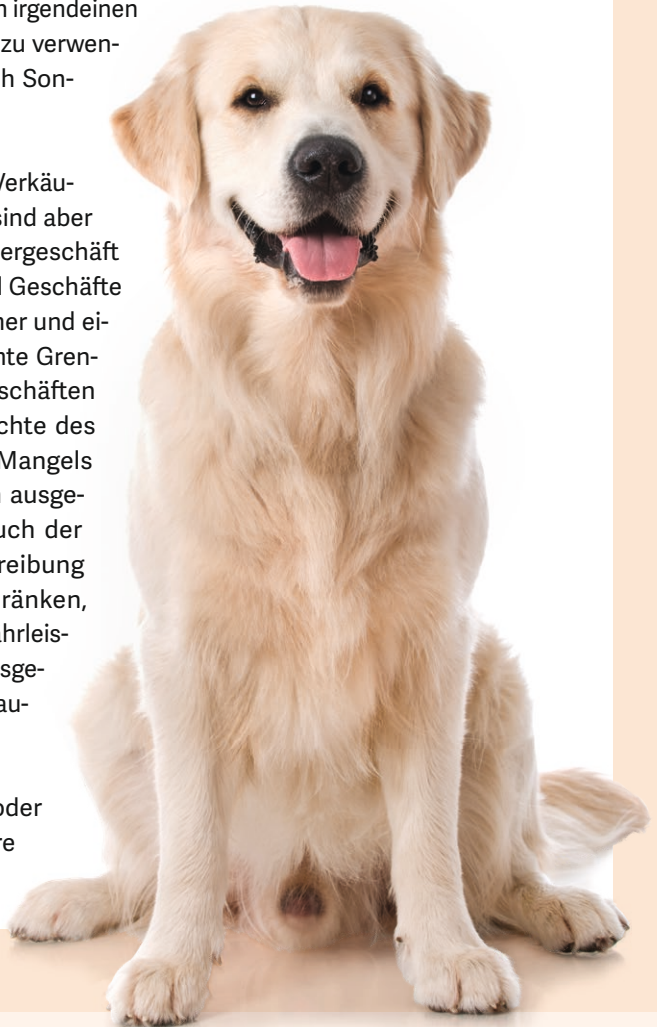 irgendeinen
zu verwen-
h Son-
Verkäu-
sind aber
ergeschäft
Geschäfte
ner und ei-
nte Gren-
schäften
chte des
Mangels
ausge-
uch der
reibung
ränken,
ahrleis-
sge-
au-
oder
re